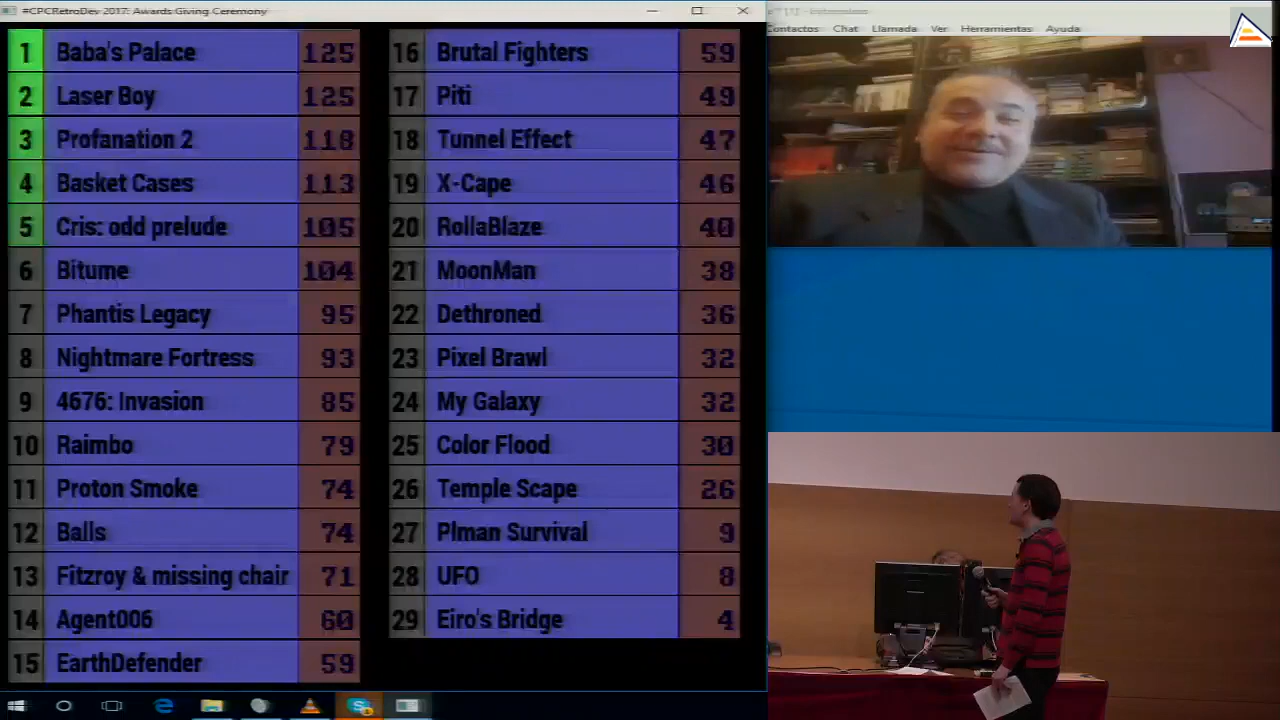 #CPCRetroDev 2017: Awards Giving Ceremony
1 Baba's Palace 125
2 Laser Boy 125
3 Profanation 2 118
4 Basket Cases 113
5 Cris: odd prelude 105
6 Bitume 104
7 Phantis Legacy 95
8 Nightmare Fortress 93
9 4676: Invasion 85
10 Raimbo 79
11 Proton Smoke 74
12 Balls 74
13 Fitzroy & missing chair 71
14 Agent006 60
15 EarthDefender 59
16 Brutal Fighters 59
17 Piti 49
18 Tunnel Effect 47
19 X-Cape 46
20 RollaBlaze 40
21 MoonMan 38
22 Dethroned 36
23 Pixel Brawl 32
24 My Galaxy 32
25 Color Flood 30
26 Temple Scape 26
27 Plman Survival 9
28 UFO 8
29 Eiro's Bridge 4
Contactos Chat Llamada Ver Herramientas Ayuda